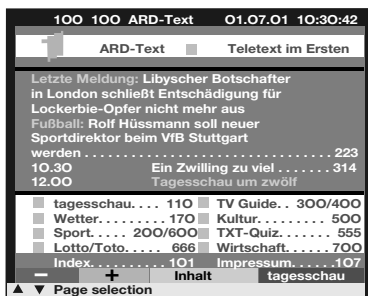 100 100 ARD-Text 01.07.01 10:30:42
ARD-Text Teletext im Ersten
Letzte Meldung: Libyscher Botschafter
in London schließt Entschädigung für
Lockerbie-Opfer nicht mehr aus
Fußball: Rolf Hüssmann soll neuer
Sportdirektor beim VfB Stuttgart
werden . . . . . . . . . . . . . . . . . . . . . . . . . . . . . . . . 223
10.30 Ein Zwilling zu viel . . . . . . . 314
12.00 Tagesschau um zwölf
tagesschau. . . . 110 TV Guide. . 300/400
Wetter. . . . . . . . . 170 Kultur. . . . . . . . . 500
Sport. . . . . 200/600 TXT-Quiz. . . . . . 555
Lotto/Toto. . . . . 666 Wirtschaft. . . . . . 700
Index. . . . . . . . . . 101 Impressum. . . . . .107
− + Inhalt tagesschau
▲ ▼ Page selection